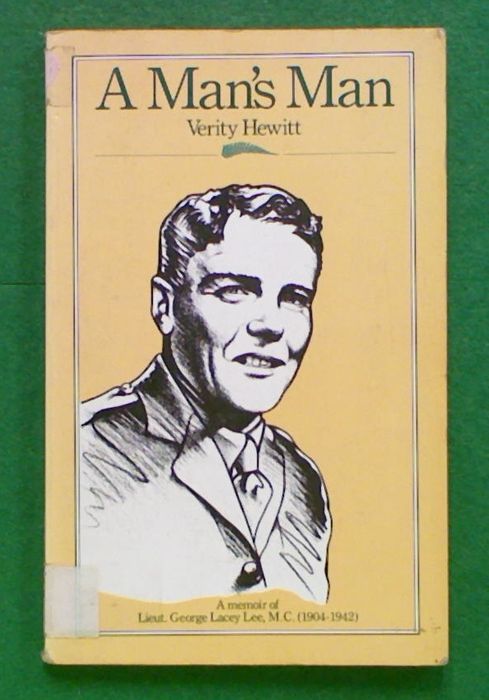 A Man's Man
Verity Hewitt
A memoir of
Lieut. George Lacey Lee, M.C. (1904-1942)